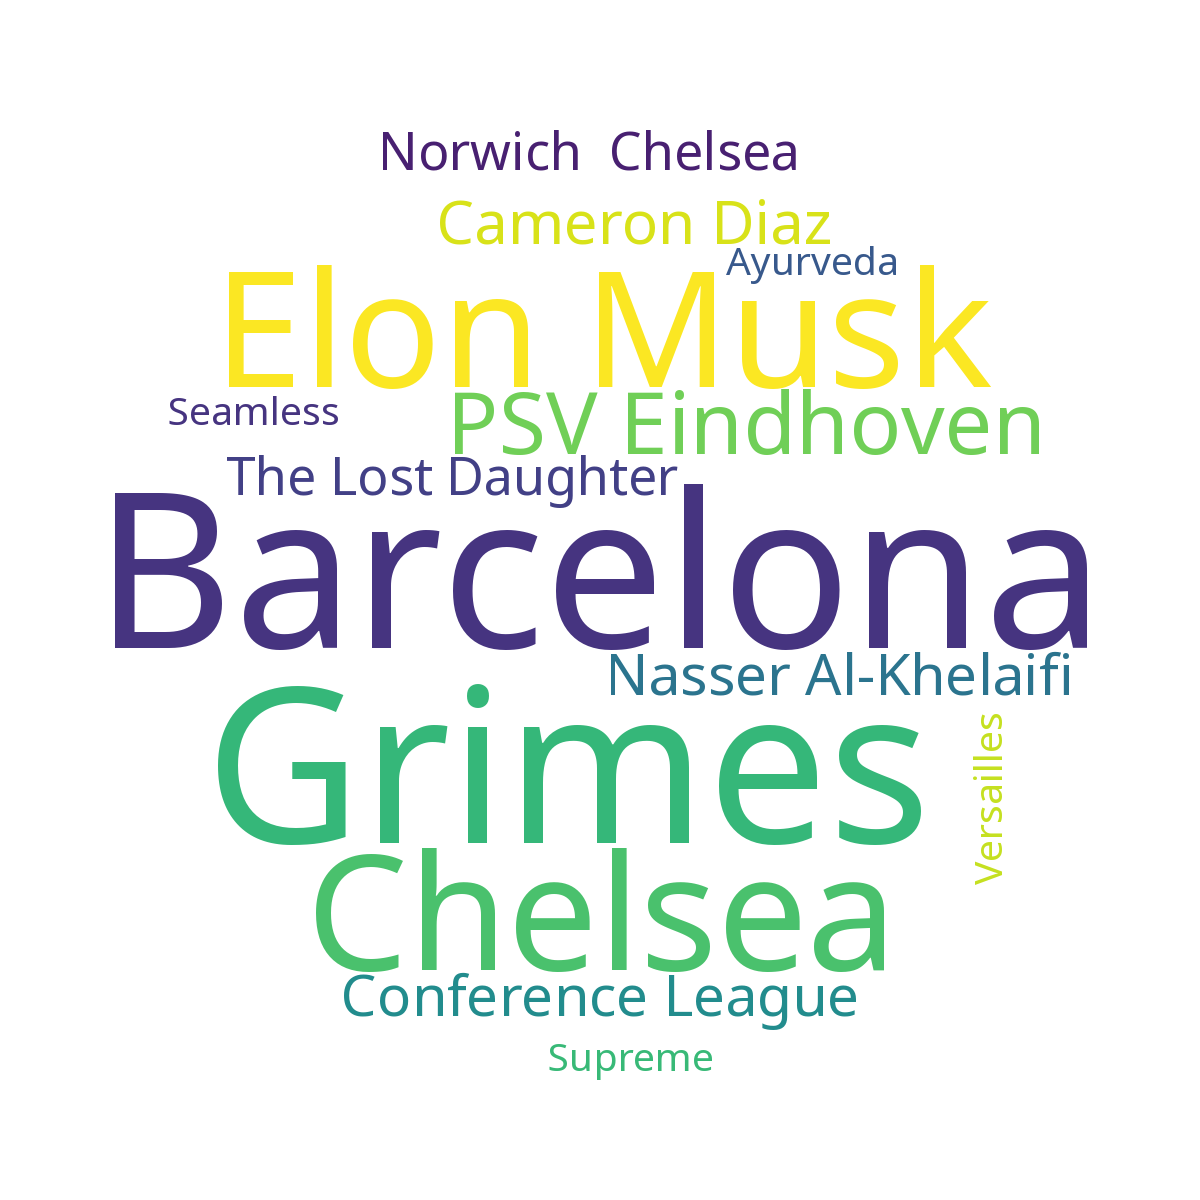 Norwich  Chelsea
Cameron Diaz
Ayurveda
Elon Musk
Seamless
PSV Eindhoven
The Lost Daughter
Barcelona
Nasser Al-Khelaifi
Grimes
Versailles
Chelsea
Conference League
Supreme